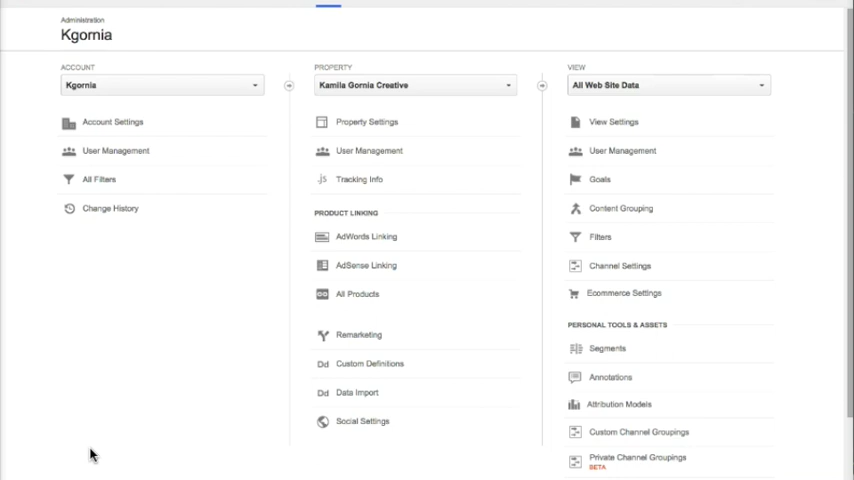 Administration
Kgornia
ACCOUNT
Kgornia
Account Settings
User Management
All Filters
Change History
PROPERTY
Kamila Gornia Creative
Property Settings
User Management
.js Tracking Info
PRODUCT LINKING
AdWords Linking
AdSense Linking
All Products
Remarketing
Dd Custom Definitions
Dd Data Import
Social Settings
VIEW
All Web Site Data
View Settings
User Management
Goals
Content Grouping
Filters
Channel Settings
Ecommerce Settings
PERSONAL TOOLS & ASSETS
Segments
Annotations
Attribution Models
Custom Channel Groupings
Private Channel Groupings
BETA